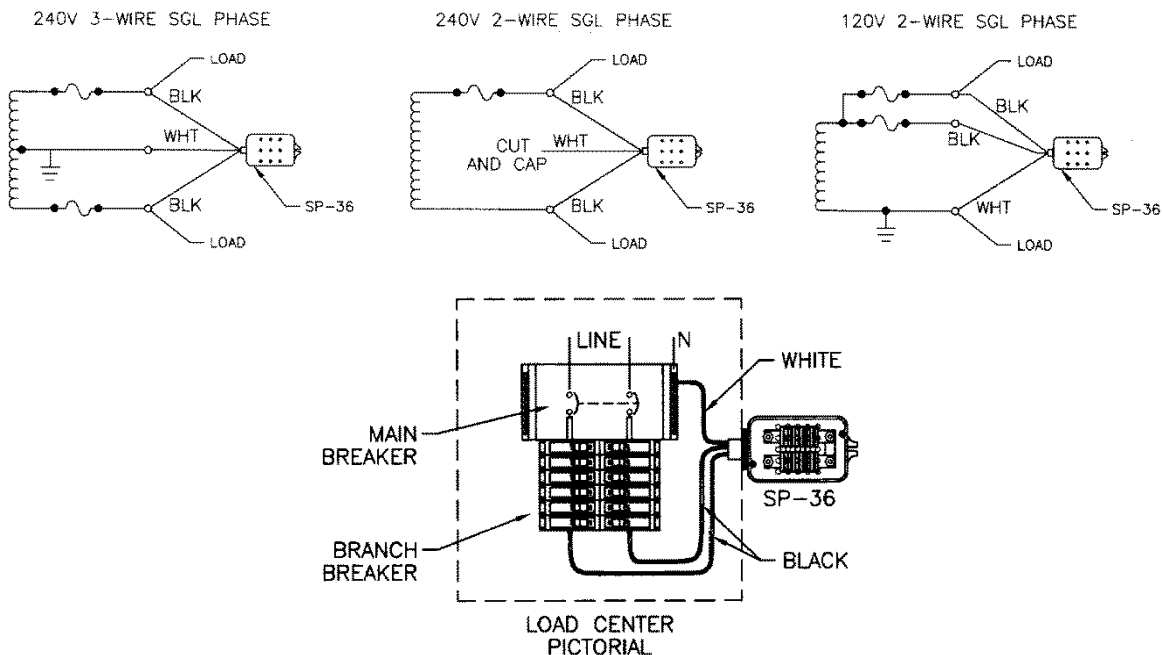 240V 3-WIRE SGL PHASE
LOAD
BLK
WHT
BLK
SP-36
LOAD
240V 2-WIRE SGL PHASE
LOAD
BLK
CUT
AND CAP
WHT
BLK
SP-36
LOAD
120V 2-WIRE SGL PHASE
LOAD
BLK
BLK
WHT
SP-36
LOAD
LINE
N
WHITE
MAIN
BREAKER
SP-36
BRANCH
BREAKER
BLACK
LOAD CENTER
PICTORIAL